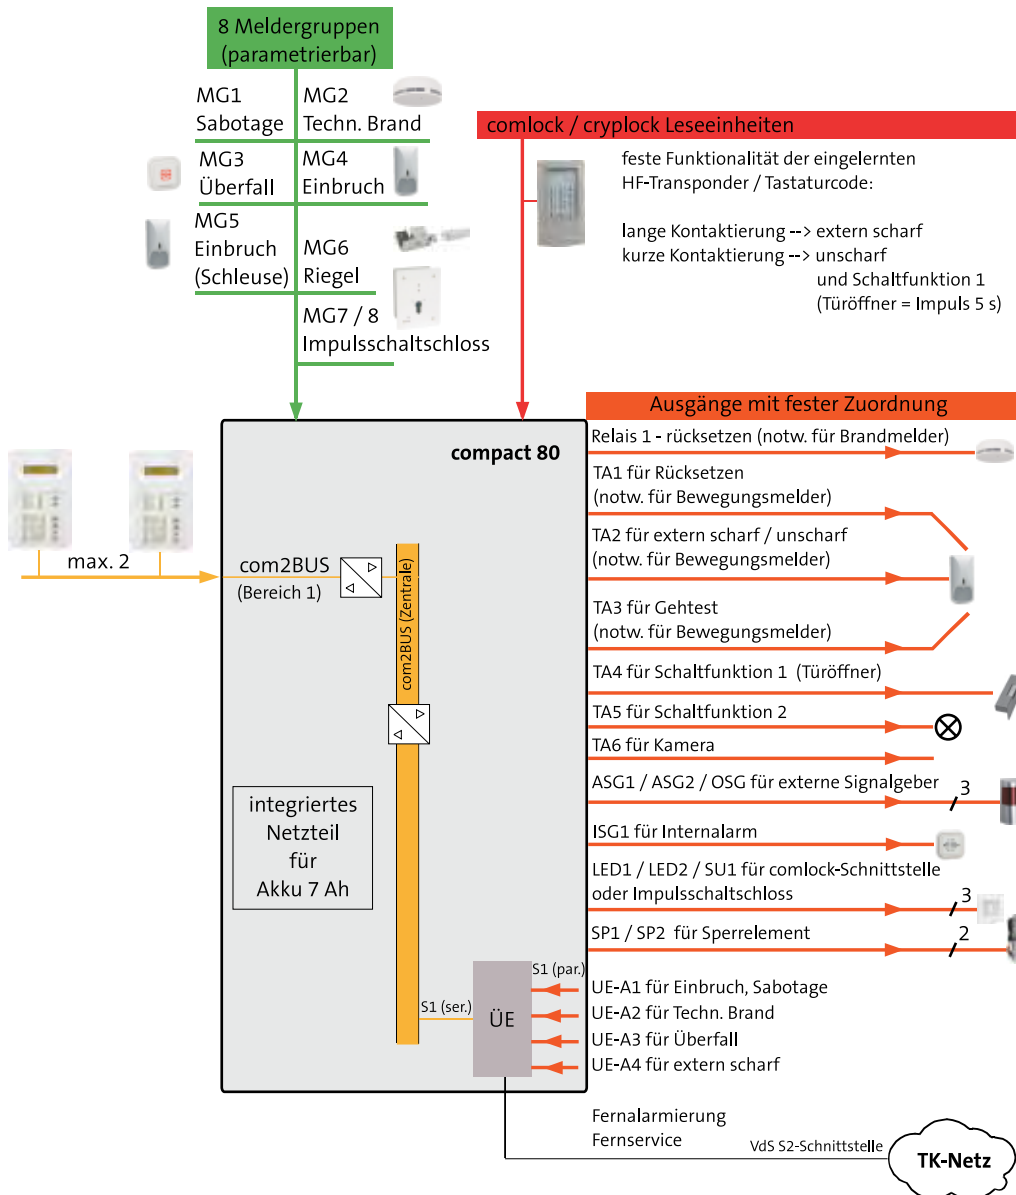 8 Meldergruppen
(parametrierbar)
MG1
Sabotage
MG2
Techn. Brand
MG3
Überfall
MG4
Einbruch
MG5
Einbruch
(Schleuse)
MG6
Riegel
MG7 / 8
Impulsschaltschloss
comlock / cryplock Leseeinheiten
feste Funktionalität der eingelernten
HF-Transponder / Tastaturcode:
lange Kontaktierung --> extern scharf
kurze Kontaktierung --> unscharf
und Schaltfunktion 1
(Türöffner = Impuls 5 s)
Ausgänge mit fester Zuordnung
compact 80
max. 2
com2BUS
(Bereich 1)
com2BUS (Zentrale)
integriertes
Netzteil
für
Akku 7 Ah
Relais 1 - rücksetzen (notw. für Brandmelder)
TA1 für Rücksetzen
(notw. für Bewegungsmelder)
TA2 für extern scharf / unscharf
(notw. für Bewegungsmelder)
TA3 für Gehtest
(notw. für Bewegungsmelder)
TA4 für Schaltfunktion 1 (Türöffner)
TA5 für Schaltfunktion 2
TA6 für Kamera
ASG1 / ASG2 / OSG für externe Signalgeber
3
ISG1 für Internalarm
LED1 / LED2 / SU1 für comlock-Schnittstelle
oder Impulsschaltschloss
3
SP1 / SP2 für Sperrelement
2
S1 (par.)
S1 (ser.)
ÜE
UE-A1 für Einbruch, Sabotage
UE-A2 für Techn. Brand
UE-A3 für Überfall
UE-A4 für extern scharf
Fernalarmierung
Fernservice
VdS S2-Schnittstelle
TK-Netz